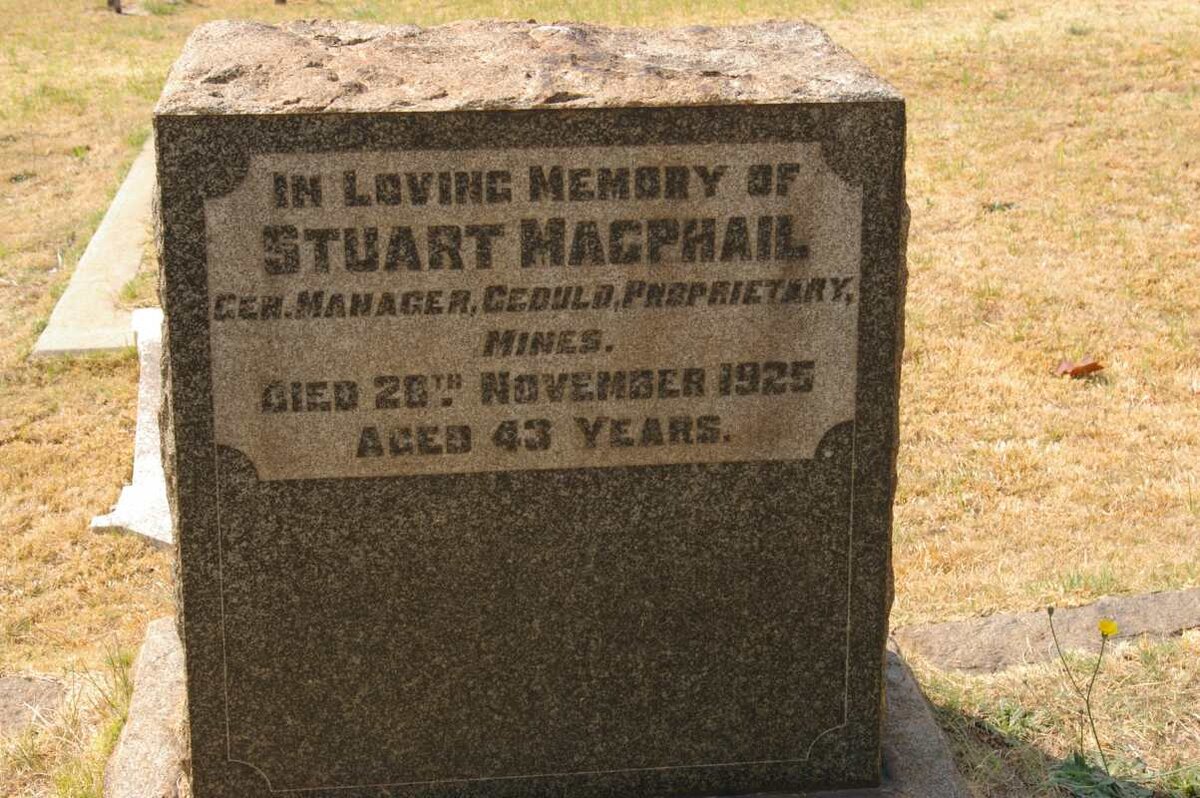 IN LOVING MEMORY OF
STUART MACPHAIL
GEN. MANAGER, GEDULD, PROPRIETARY,
MINES.
DIED 28TH. NOVEMBER 1925
AGED 43 YEARS.